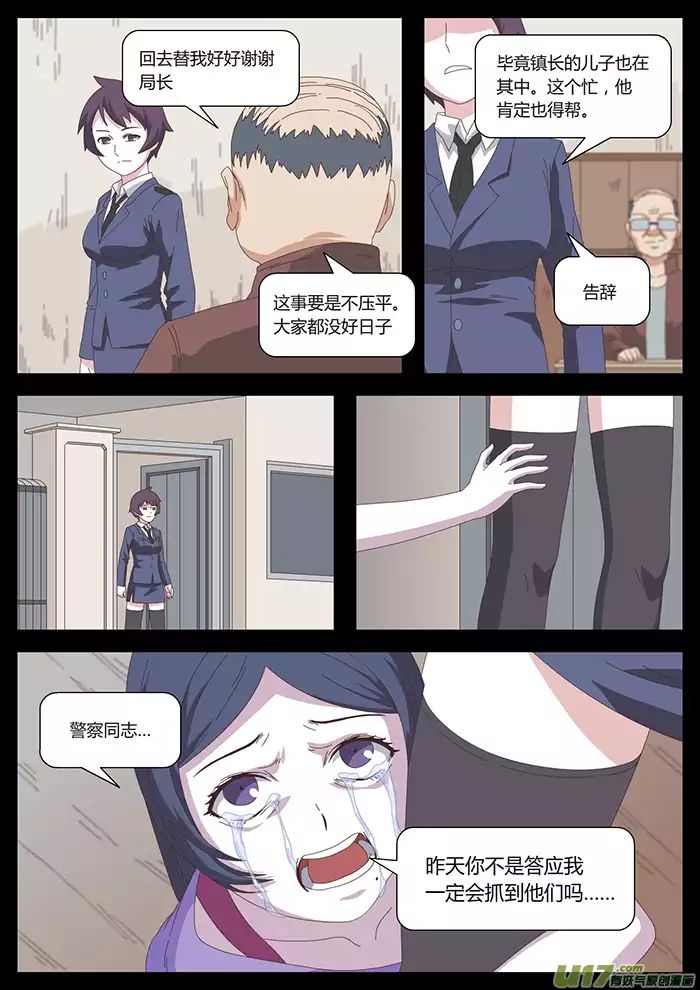 回去替我好好谢谢
局长
这事要是不压平。
大家都没好日子
毕竟镇长的儿子也在
其中。这个忙，他
肯定也得帮。
告辞
警察同志...
昨天你不是答应我
一定会抓到他们吗......
U17.com
有妖气原创漫画